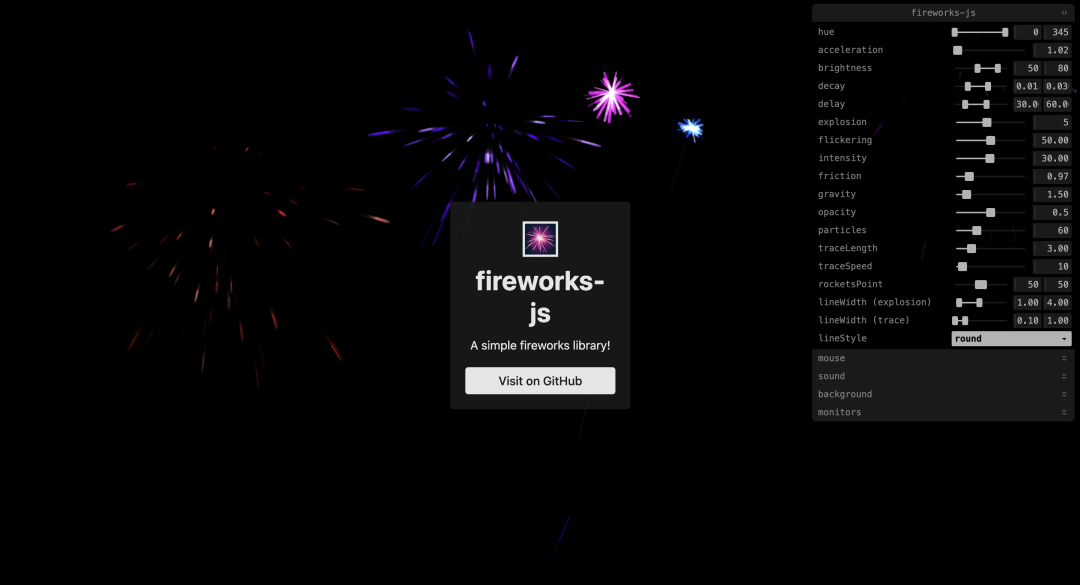 fireworks-js
hue 0 345
acceleration 1.02
brightness 50 80
decay 0.01 0.03
delay 30.0 60.0
explosion 5
flickering 50.00
intensity 30.00
friction 0.97
gravity 1.50
opacity 0.5
particles 60
traceLength 3.00
traceSpeed 10
rocketsPoint 50 50
lineWidth (explosion) 1.00 4.00
lineWidth (trace) 0.10 1.00
lineStyle round
mouse
sound
background
monitors
fireworks-
js
A simple fireworks library!
Visit on GitHub